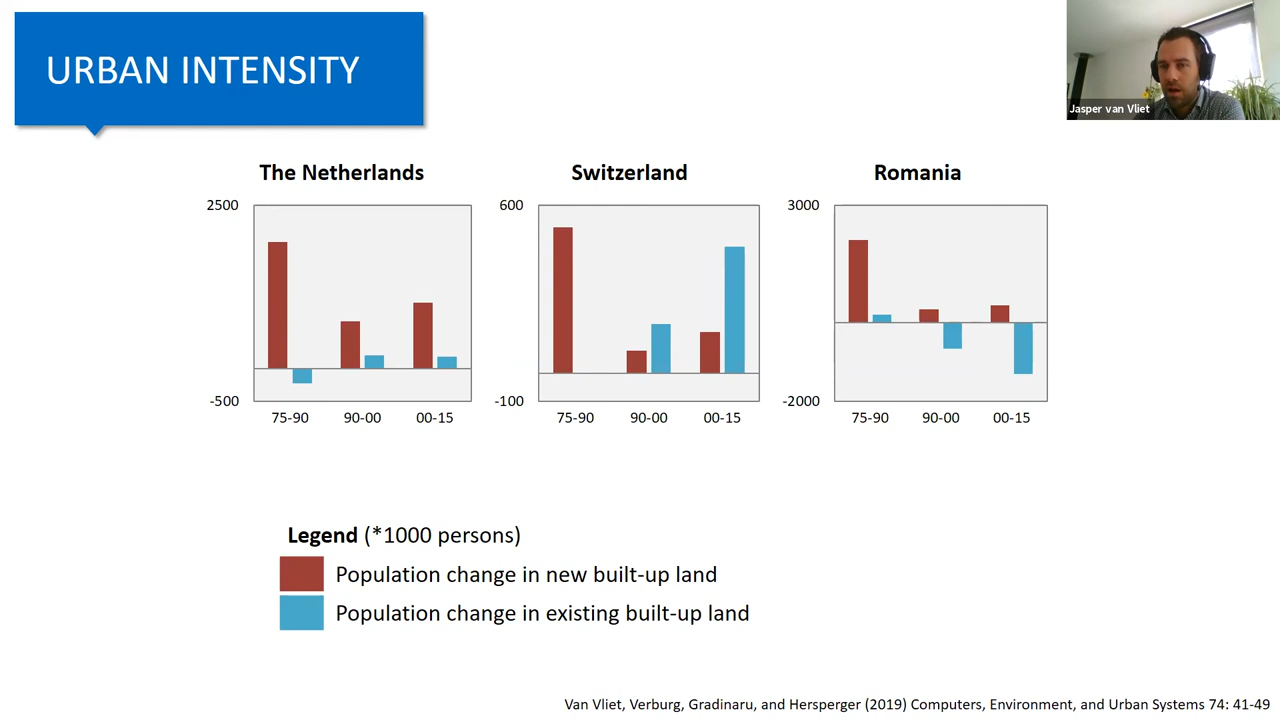 URBAN INTENSITY
Jasper van Vliet
The Netherlands
2500
-500
75-90 90-00 00-15
Switzerland
600
-100
75-90 90-00 00-15
Romania
3000
-2000
75-90 90-00 00-15
Legend (*1000 persons)
Population change in new built-up land
Population change in existing built-up land
Van Vliet, Verburg, Gradinaru, and Hersperger (2019) Computers, Environment, and Urban Systems 74: 41-49